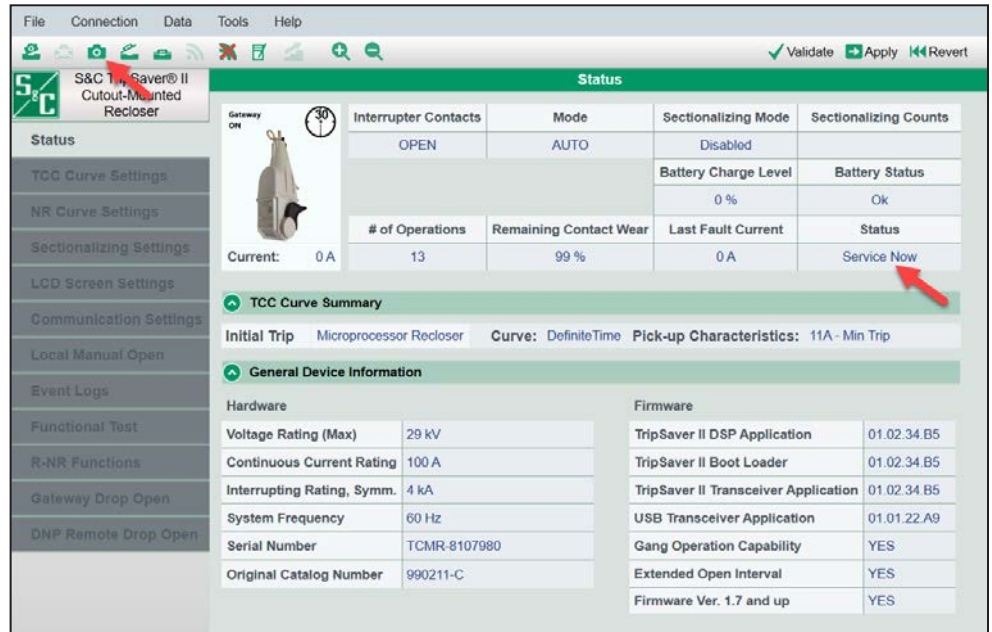 File Connection Data Tools Help
Validate Apply Revert
S&C TripSaver® II
Cutout-Mounted
Recloser
Status
Status
TCC Curve Settings
NR Curve Settings
Sectionalizing Settings
LCD Screen Settings
Communication Settings
Local Manual Open
Event Logs
Functional Test
R-NR Functions
Gateway Drop Open
DNP Remote Drop Open
Gateway
ON
30
Current: 0 A
Interrupter Contacts Mode Sectionalizing Mode Sectionalizing Counts
OPEN AUTO Disabled
Battery Charge Level Battery Status
0 % Ok
# of Operations Remaining Contact Wear Last Fault Current Status
13 99 % 0 A Service Now
TCC Curve Summary
Initial Trip Microprocessor Recloser Curve: DefiniteTime Pick-up Characteristics: 11A - Min Trip
General Device Information
Hardware
Voltage Rating (Max) 29 kV
Continuous Current Rating 100 A
Interrupting Rating, Symm. 4 kA
System Frequency 60 Hz
Serial Number TCMR-8107980
Original Catalog Number 990211-C
Firmware
TripSaver II DSP Application 01.02.34.B5
TripSaver II Boot Loader 01.02.34.B5
TripSaver II Transceiver Application 01.02.34.B5
USB Transceiver Application 01.01.22.A9
Gang Operation Capability YES
Extended Open Interval YES
Firmware Ver. 1.7 and up YES